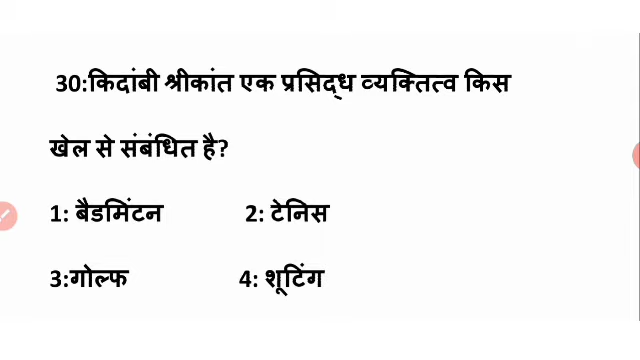 30:किदांबी श्रीकांत एक प्रसिद्ध व्यक्तित्व किस
खेल से संबंधित है?
1: बैडमिंटन 2: टेनिस
3:गोल्फ 4: शूटिंग